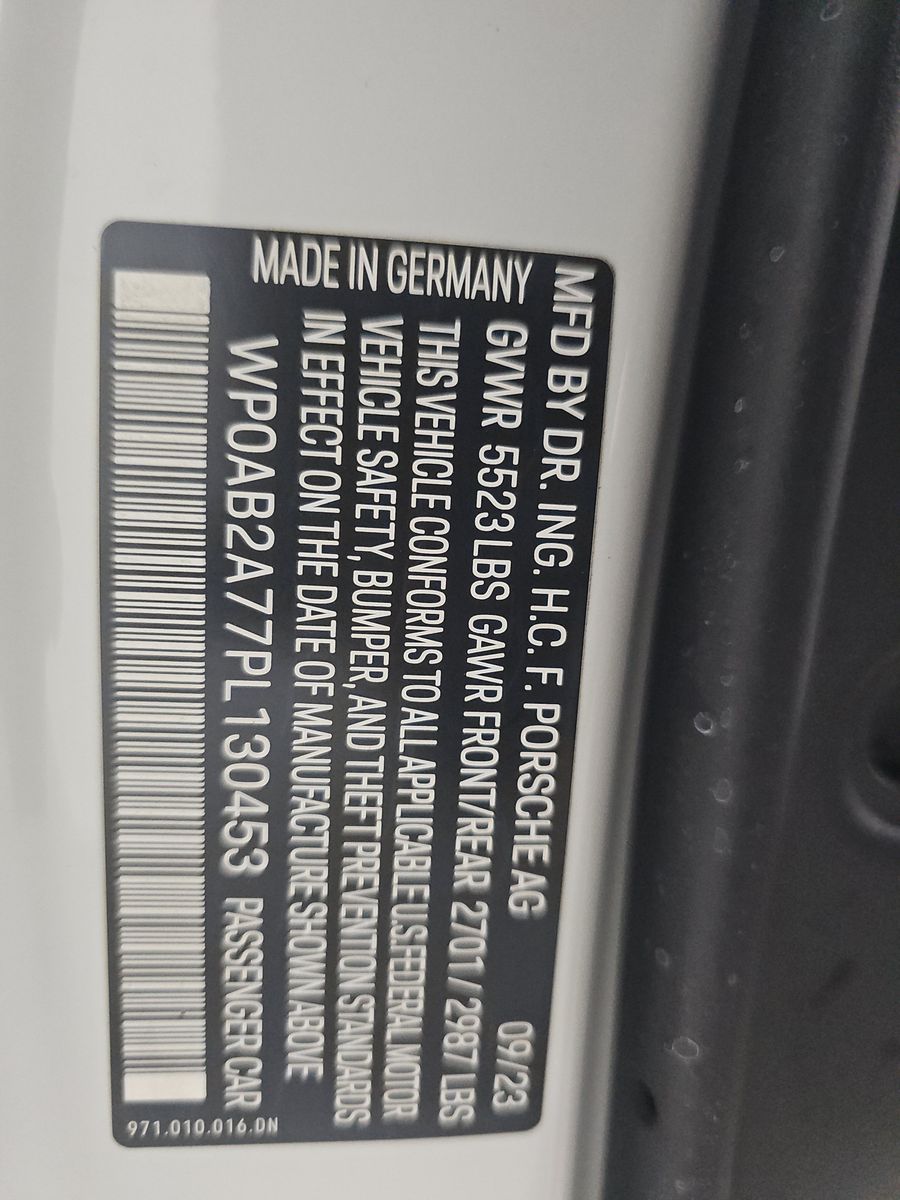 MFD BY DR. ING. H.C. F. PORSCHE AG 09/23
GVWR 5523 LBS GAWR FRONT/REAR 2701 / 2987 LBS
THIS VEHICLE CONFORMS TO ALL APPLICABLE U.S. FEDERAL MOTOR
VEHICLE SAFETY, BUMPER, AND THEFT PREVENTION STANDARDS
IN EFFECT ON THE DATE OF MANUFACTURE SHOWN ABOVE
MADE IN GERMANY
WP0AB2A77PL130453 PASSENGER CAR
971.010.016.DN